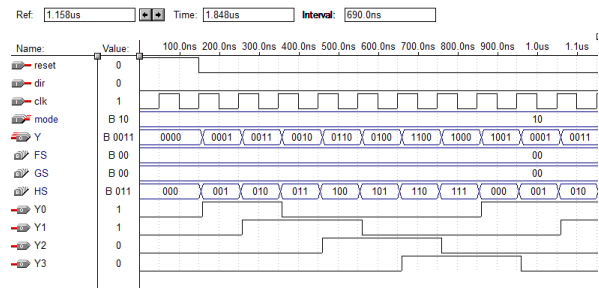 Ref: 1.158us Time: 1.848us Interval: 690.0ns
Name: Value: 100.0ns 200.0ns 300.0ns 400.0ns 500.0ns 600.0ns 700.0ns 800.0ns 900.0ns 1.0us 1.1us
reset 0
dir 0
clk 1
mode B 10 10
Y B 0011 0000 0001 0011 0010 0110 0100 1100 1000 1001 0001 0011
FS B 00 00
GS B 00 00
HS B 011 000 001 010 011 100 101 110 111 000 001 010
Y0 1
Y1 1
Y2 0
Y3 0